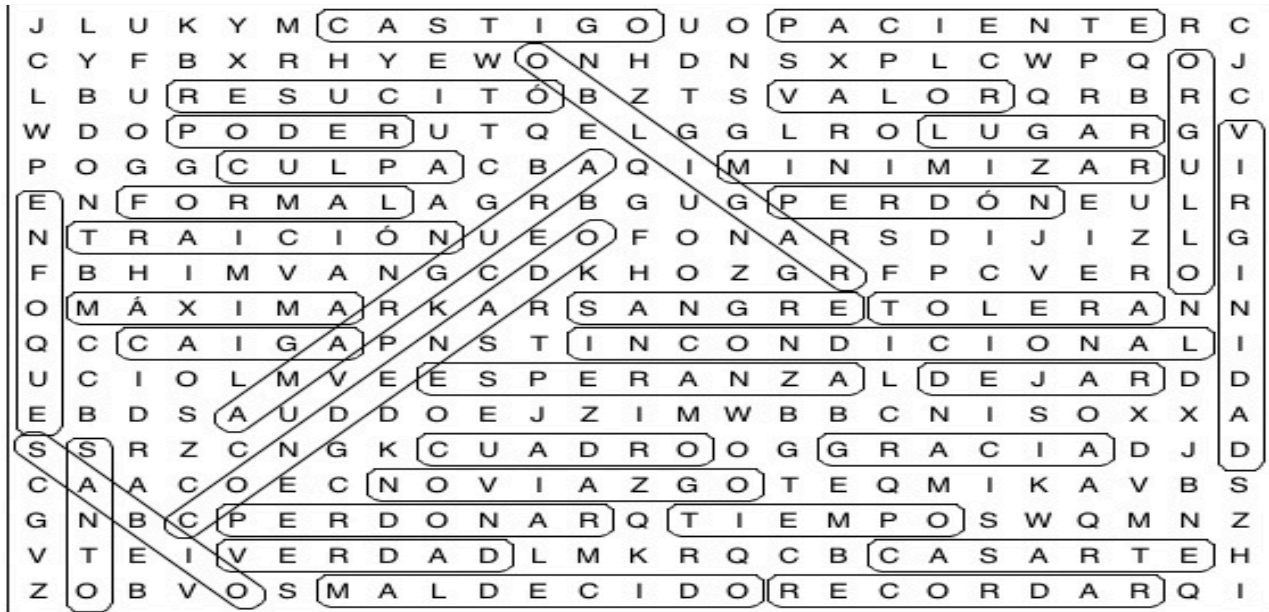 J L U K Y M C A S T I G O U O P A C I E N T E R C
C Y F B X R H Y E W O N H D N S X P L C W P Q O J
L B U R E S U C I T Ó B Z T S V A L O R Q R B R C
W D O P O D E R U T Q E L G G L R O L U G A R G V
P O G G C U L P A C B A Q I M I N I M I Z A R U I
E N F O R M A L A G R B G U G P E R D Ó N E U L R
N T R A I C I Ó N U E O F O N A R S D I J I Z L G
F B H I M V A N G C D K H O Z G R F P C V E R O I
O M Á X I M A R K A R S A N G R E T O L E R A N N
Q C C A I G A P N S T I N C O N D I C I O N A L I
U C I O L M V E E S P E R A N Z A L D E J A R D D
E B D S A U D D O E J Z I M W B B C N I S O X X A
S S R Z C N G K C U A D R O O G G R A C I A D J D
C A A C O E C N O V I A Z G O T E Q M I K A V B S
G N B C P E R D O N A R Q T I E M P O S W Q M N Z
V T E I V E R D A D L M K R Q C B C A S A R T E H
Z O B V O S M A L D E C I D O R E C O R D A R Q I